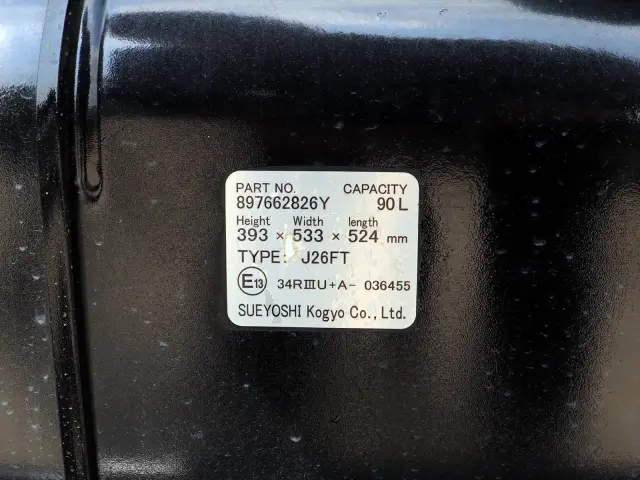 PART NO. CAPACITY
897662826Y 90 L
Height Width length
393 × 533 × 524 mm
TYPE: J26FT
E13 34RⅢU+A- 036455
SUEYOSHI Kogyo Co., Ltd.